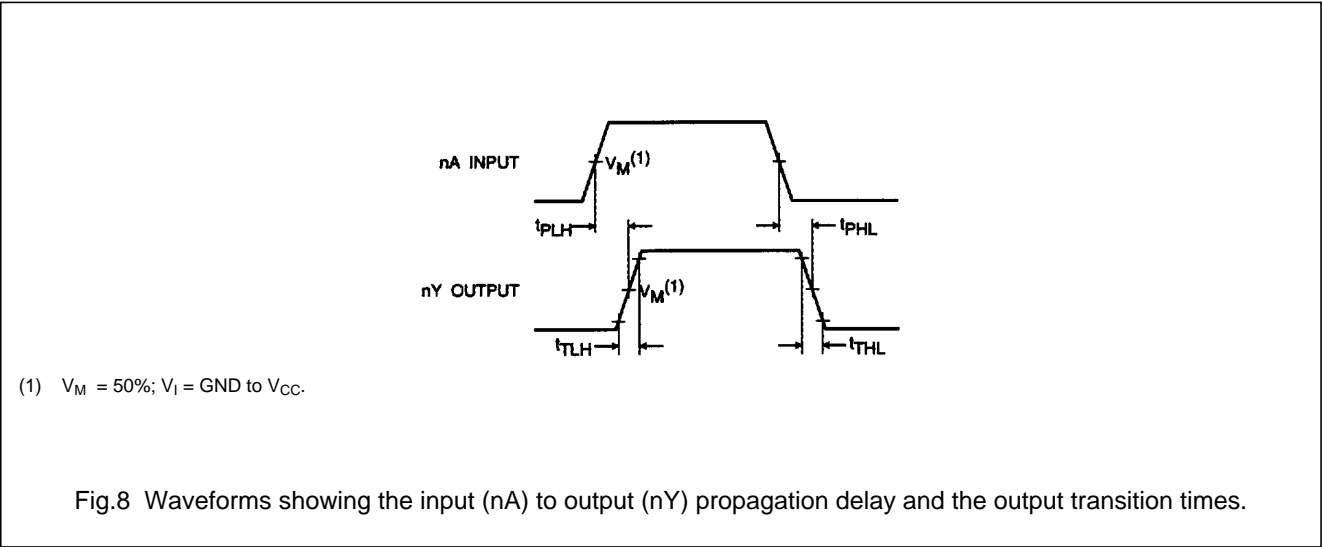 nA INPUT
VM(1)
tPLH
tPHL
nY OUTPUT
VM(1)
tTLH
tTHL
(1) VM = 50%; VI = GND to VCC.
Fig.8 Waveforms showing the input (nA) to output (nY) propagation delay and the output transition times.